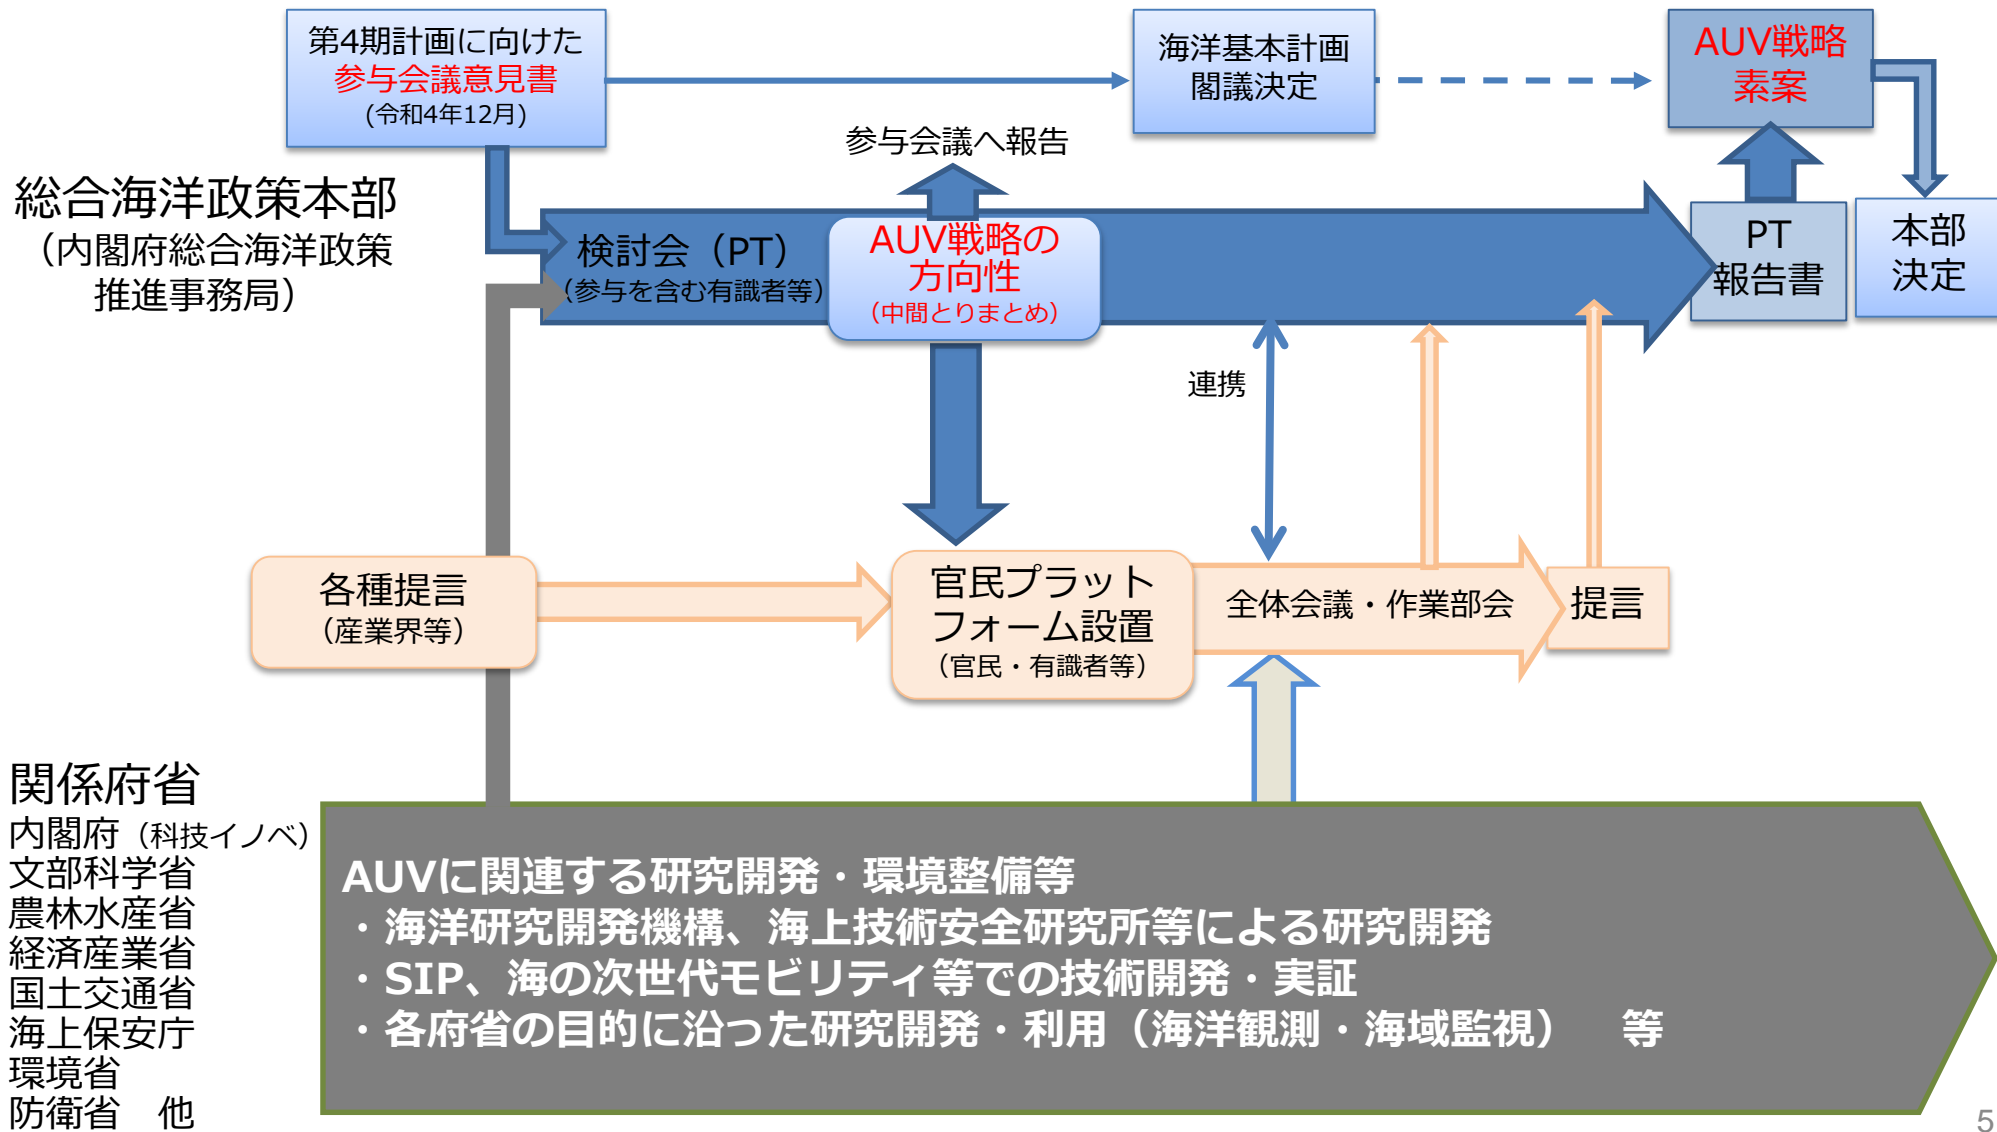 第4期計画に向けた
参与会議意見書
(令和4年12月)
海洋基本計画
閣議決定
AUV戦略
素案
参与会議へ報告
総合海洋政策本部
（内閣府総合海洋政策
推進事務局）
検討会（PT）
（参与を含む有識者等）
AUV戦略の
方向性
（中間とりまとめ）
PT
報告書
本部
決定
連携
各種提言
（産業界等）
官民プラット
フォーム設置
（官民・有識者等）
全体会議・作業部会
提言
関係府省
内閣府（科技イノベ）
文部科学省
農林水産省
経済産業省
国土交通省
海上保安庁
環境省
防衛省　他
AUVに関連する研究開発・環境整備等
・海洋研究開発機構、海上技術安全研究所等による研究開発
・SIP、海の次世代モビリティ等での技術開発・実証
・各府省の目的に沿った研究開発・利用（海洋観測・海域監視）　等
5